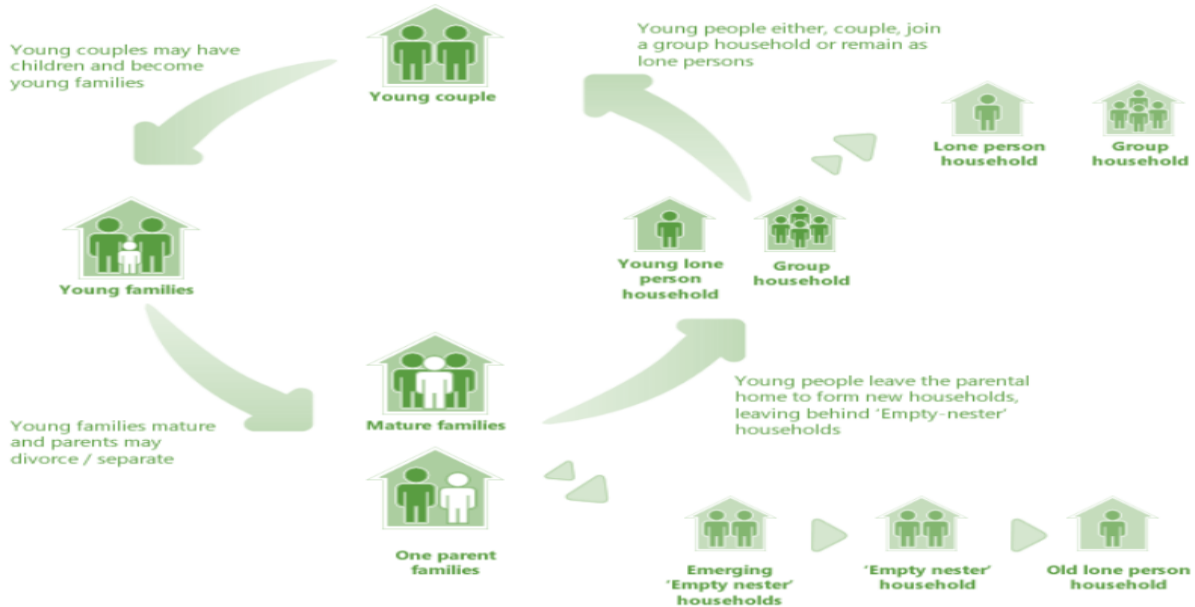 Young couples may have
children and become
young families
Young couple
Young people either, couple, join
a group household or remain as
lone persons
Lone person
household
Group
household
Young families
Young lone
person
household
Group
household
Young families mature
and parents may
divorce / separate
Mature families
One parent
families
Young people leave the parental
home to form new households,
leaving behind ‘Empty-nester’
households
Emerging
‘Empty nester’
households
‘Empty nester’
household
Old lone person
household